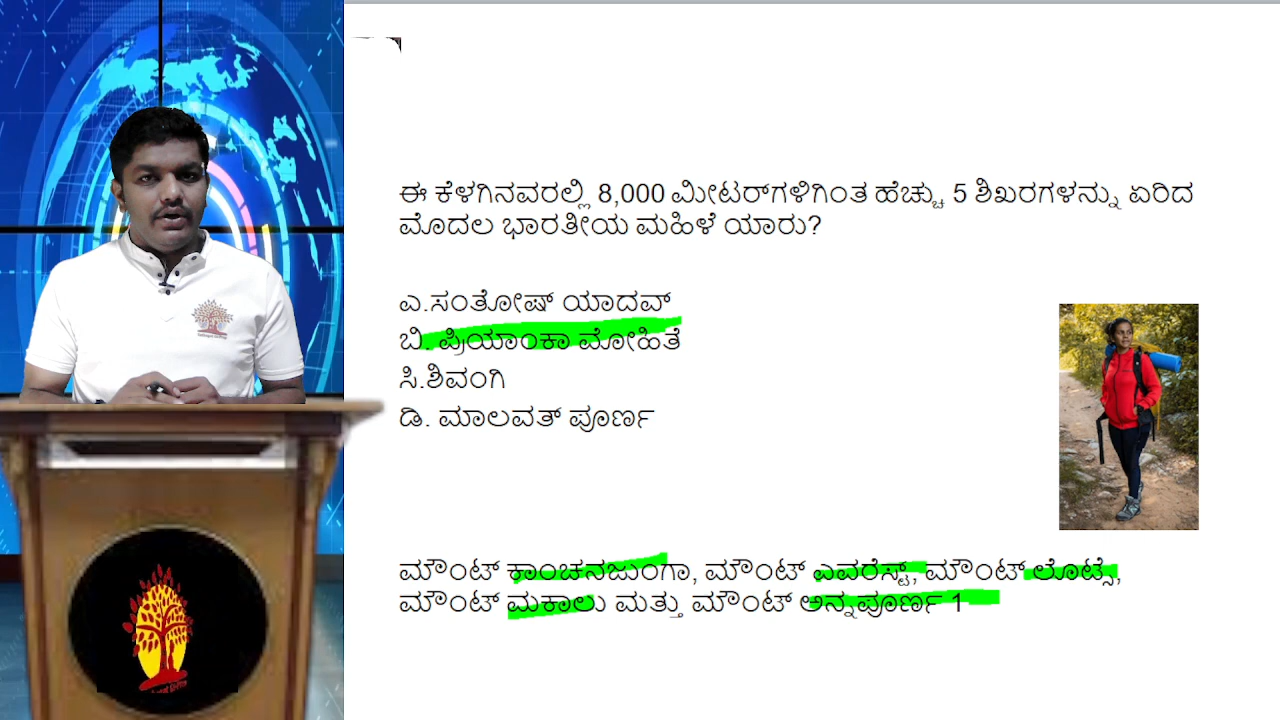 ಈ ಕೆಳಗಿನವರಲ್ಲಿ 8,000 ಮೀಟರ್‌ಗಳಿಗಿಂತ ಹೆಚ್ಚು 5 ಶಿಖರಗಳನ್ನು ಏರಿದ
ಮೊದಲ ಭಾರತೀಯ ಮಹಿಳೆ ಯಾರು?
ಎ.ಸಂತೋಷ್ ಯಾದವ್
ಬಿ. ಪ್ರಿಯಾಂಕಾ ಮೋಹಿತೆ
ಸಿ.ಶಿವಂಗಿ
ಡಿ. ಮಾಲವತ್ ಪೂರ್ಣ
ಮೌಂಟ್ ಕಾಂಚನಜುಂಗಾ, ಮೌಂಟ್ ಎವರೆಸ್ಟ್, ಮೌಂಟ್ ಲೊಟ್ಸೆ,
ಮೌಂಟ್ ಮಕಾಲು ಮತ್ತು ಮೌಂಟ್ ಅನ್ನಪೂರ್ಣ 1